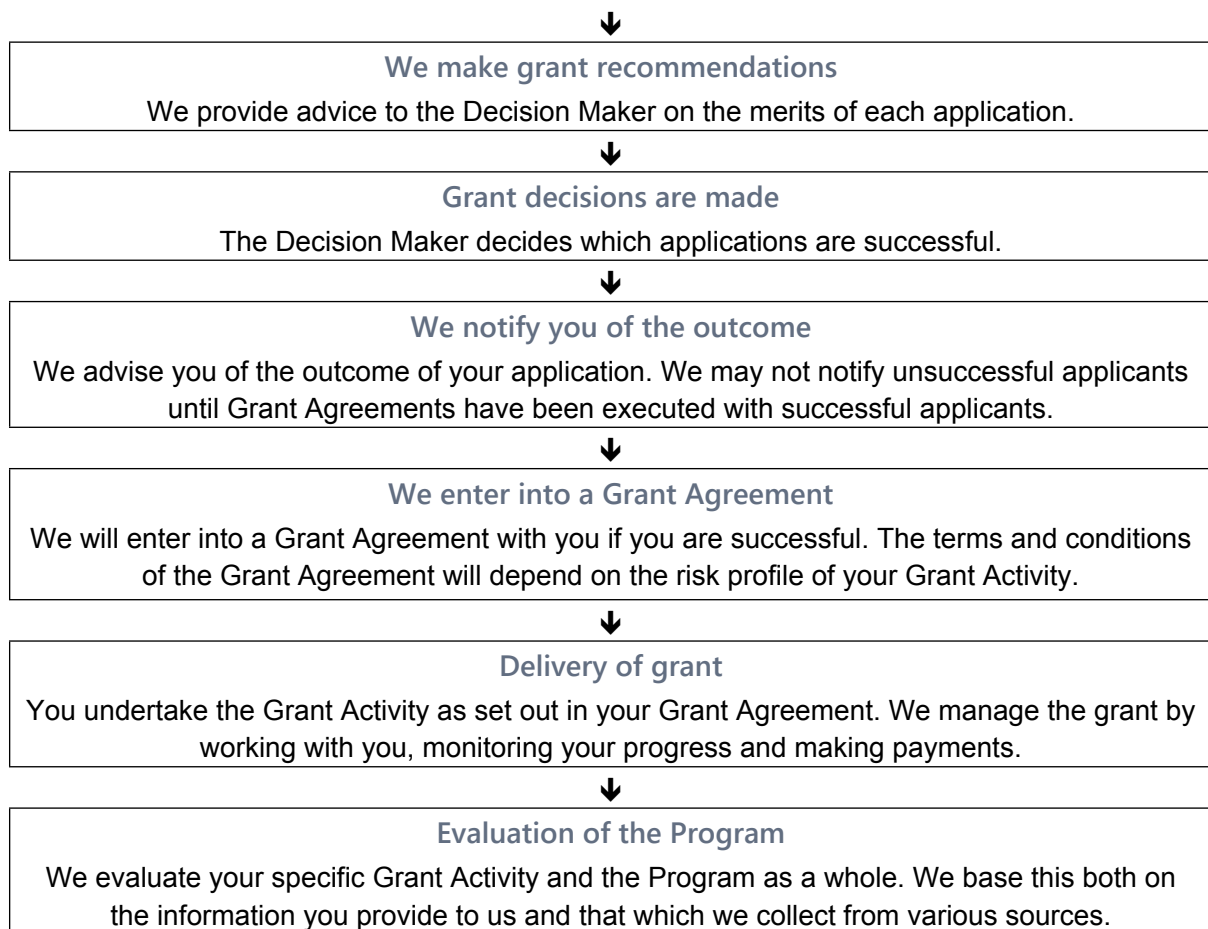 We make grant recommendations
We provide advice to the Decision Maker on the merits of each application.
Grant decisions are made
The Decision Maker decides which applications are successful.
We notify you of the outcome
We advise you of the outcome of your application. We may not notify unsuccessful applicants
until Grant Agreements have been executed with successful applicants.
We enter into a Grant Agreement
We will enter into a Grant Agreement with you if you are successful. The terms and conditions
of the Grant Agreement will depend on the risk profile of your Grant Activity.
Delivery of grant
You undertake the Grant Activity as set out in your Grant Agreement. We manage the grant by
working with you, monitoring your progress and making payments.
Evaluation of the Program
We evaluate your specific Grant Activity and the Program as a whole. We base this both on
the information you provide to us and that which we collect from various sources.